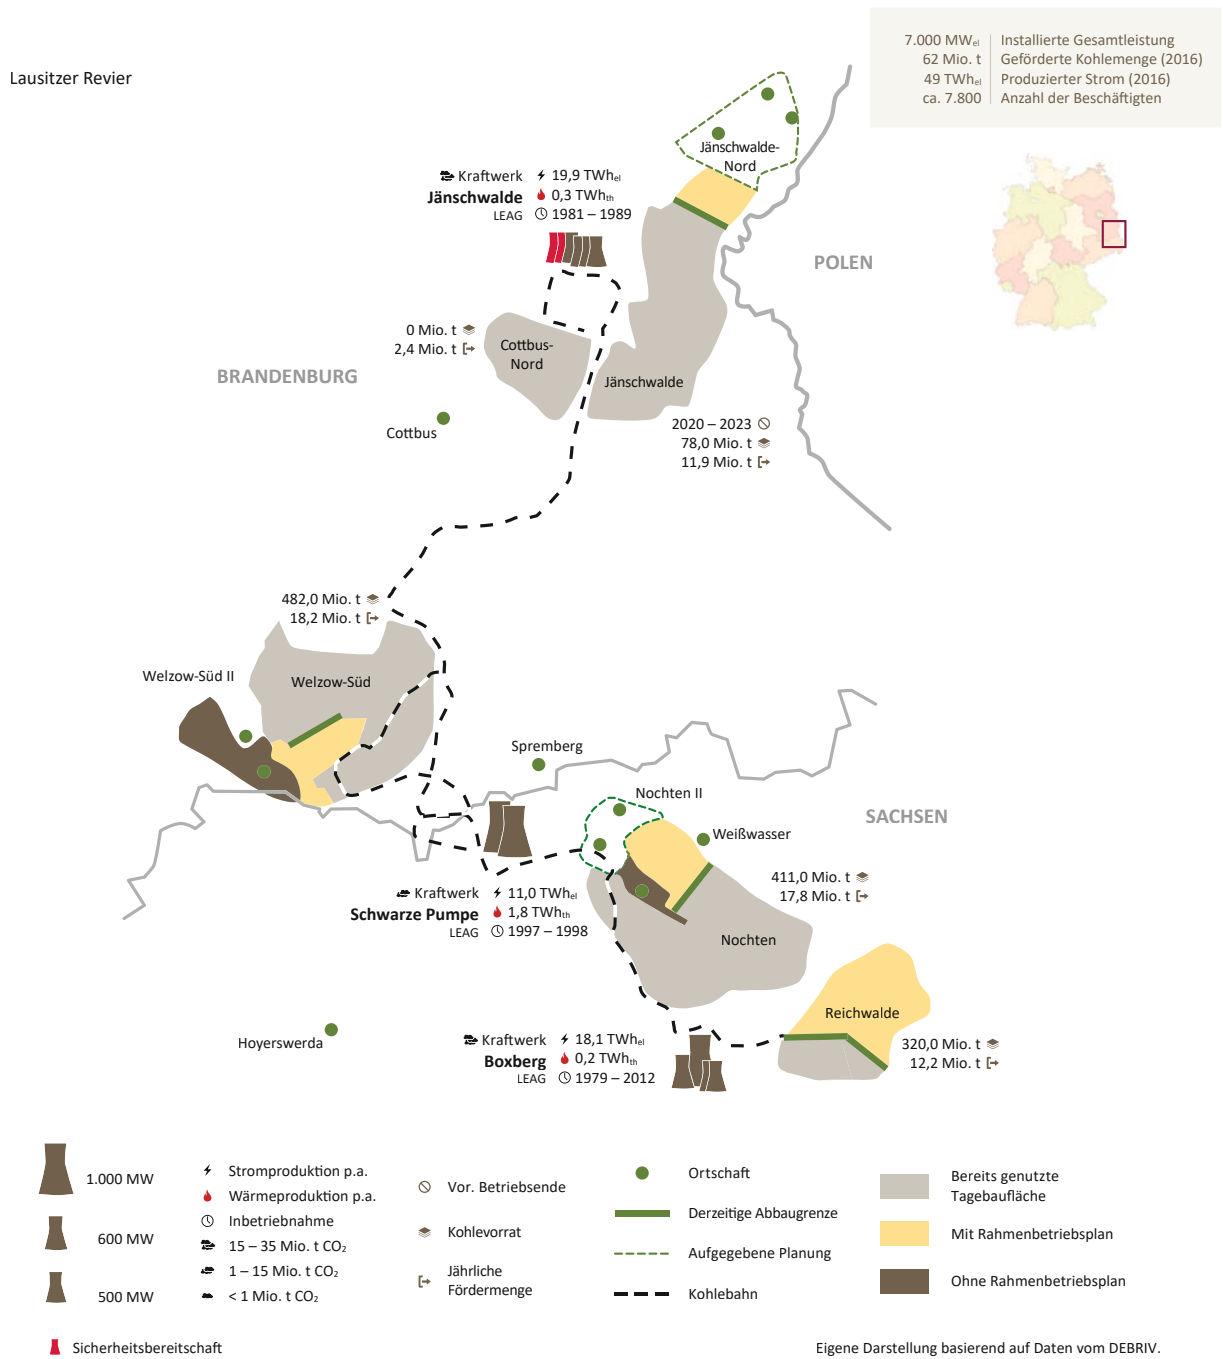 Lausitzer Revier
7.000 MWel Installierte Gesamtleistung
62 Mio. t Geförderte Kohlemenge (2016)
49 TWhel Produzierter Strom (2016)
ca. 7.800 Anzahl der Beschäftigten
Jänschwalde-
Nord
Kraftwerk 19,9 TWhel
Jänschwalde 0,3 TWhth
LEAG 1981 – 1989
POLEN
0 Mio. t
2,4 Mio. t
Cottbus-
Nord
Jänschwalde
BRANDENBURG
Cottbus
2020 – 2023
78,0 Mio. t
11,9 Mio. t
482,0 Mio. t
18,2 Mio. t
Welzow-Süd II
Welzow-Süd
Spremberg
Nochten II
Weißwasser
SACHSEN
411,0 Mio. t
17,8 Mio. t
Kraftwerk 11,0 TWhel
Schwarze Pumpe 1,8 TWhth
LEAG 1997 – 1998
Nochten
Reichwalde
Hoyerswerda
Kraftwerk 18,1 TWhel
Boxberg 0,2 TWhth
LEAG 1979 – 2012
320,0 Mio. t
12,2 Mio. t
1.000 MW
600 MW
500 MW
Sicherheitsbereitschaft
Stromproduktion p.a.
Wärmeproduktion p.a.
Inbetriebnahme
15 – 35 Mio. t CO2
1 – 15 Mio. t CO2
< 1 Mio. t CO2
Vor. Betriebsende
Kohlevorrat
Jährliche
Fördermenge
Ortschaft
Derzeitige Abbaugrenze
Aufgegebene Planung
Kohlebahn
Bereits genutzte
Tagebaufläche
Mit Rahmenbetriebsplan
Ohne Rahmenbetriebsplan
Eigene Darstellung basierend auf Daten vom DEBRIV.